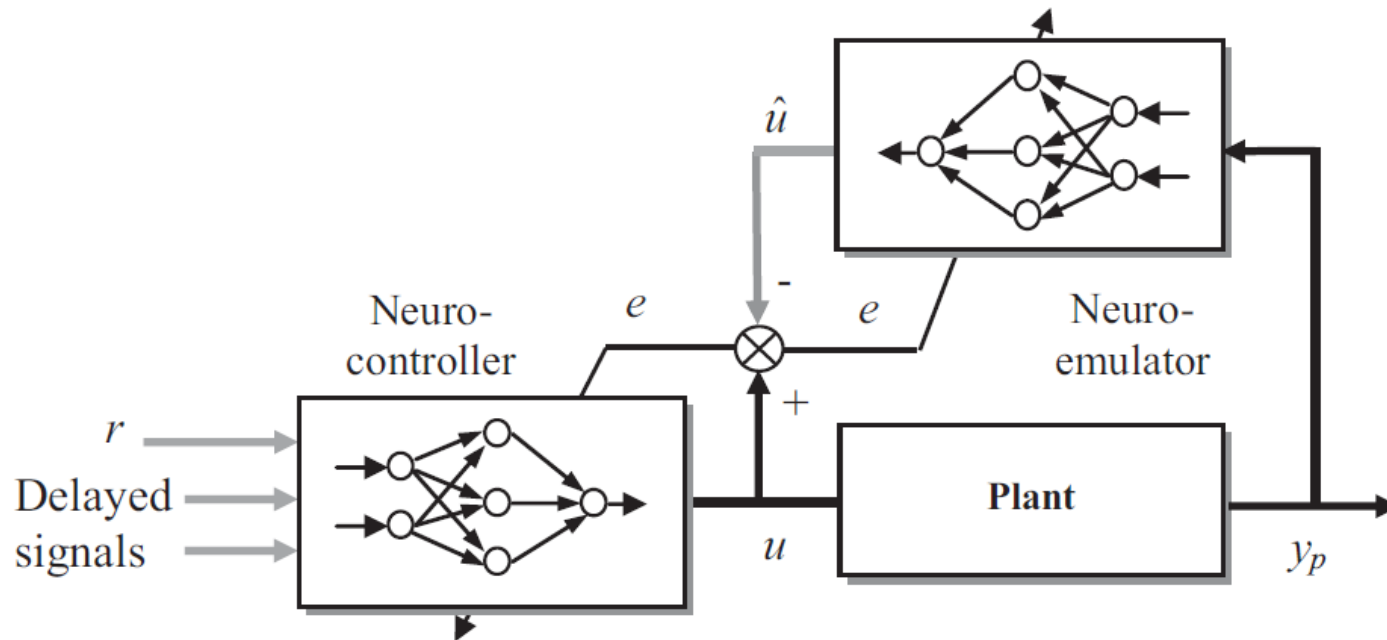 û
-
e
e
Neuro-
controller
Neuro-
emulator
+
r
Delayed
signals
Plant
u
y_p